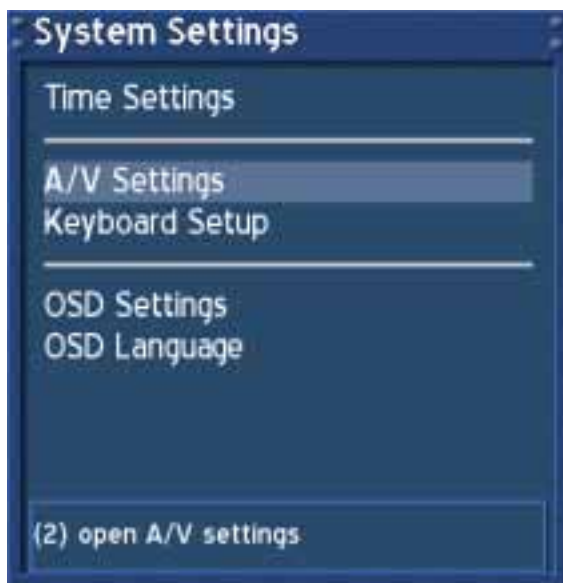 System Settings
Time Settings
A/V Settings
Keyboard Setup
OSD Settings
OSD Language
(2) open A/V settings